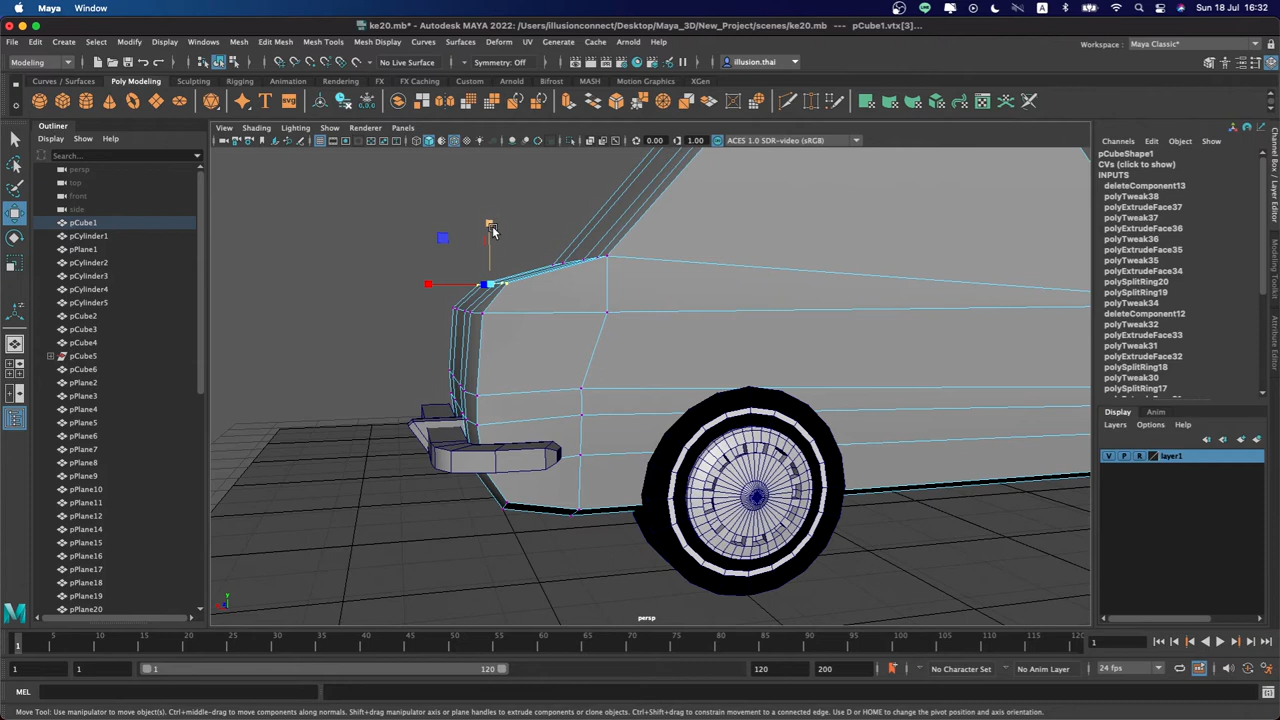 Maya Window
Sun 18 Jul 16:32
ke20.mb* - Autodesk MAYA 2022: /Users/illusionconnect/Desktop/Maya_3D/New_Project/scenes/ke20.mb --- pCube1.vtx[3]...
File Edit Create Select Modify Display Windows Mesh Edit Mesh Mesh Tools Mesh Display Curves Surfaces Deform UV Generate Cache Arnold Help
Workspace : Maya Classic*
Modeling
No Live Surface
Symmetry: Off
illusion.thai
Curves / Surfaces Poly Modeling Sculpting Rigging Animation Rendering FX FX Caching Custom Arnold Bifrost MASH Motion Graphics XGen
Outliner
Display Show Help
Search...
persp
top
front
side
pCube1
pCylinder1
pPlane1
pCylinder2
pCylinder3
pCylinder4
pCylinder5
pCube2
pCube3
pCube4
pCube5
pCube6
pPlane2
pPlane3
pPlane4
pPlane5
pPlane6
pPlane7
pPlane8
pPlane9
pPlane10
pPlane11
pPlane12
pPlane13
pPlane14
pPlane15
pPlane16
pPlane17
pPlane18
pPlane19
pPlane20
View Shading Lighting Show Renderer Panels
0.00 1.00 ACES 1.0 SDR-video (sRGB)
persp
Channels Edit Object Show
pCubeShape1
CVs (click to show)
INPUTS
deleteComponent13
polyTweak38
polyExtrudeFace37
polyTweak37
polyExtrudeFace36
polyTweak36
polyExtrudeFace35
polyTweak35
polyExtrudeFace34
polySplitRing20
polySplitRing19
polyTweak34
deleteComponent12
polyTweak32
polyExtrudeFace33
polyTweak31
polyExtrudeFace32
polySplitRing18
polyTweak30
polySplitRing17
Display Anim
Layers Options Help
V P R layer1
Channel Box / Layer Editor
Modeling Toolkit
Attribute Editor
5 10 15 20 25 30 35 40 45 50 55 60 65 70 75 80 85 90 95 100 105 110 115 120
1
1
1 1 1 120 120 200
No Character Set
No Anim Layer
24 fps
MEL
Move Tool: Use manipulator to move object(s). Ctrl+middle-drag to move components along normals. Shift+drag manipulator axis or plane handles to extrude components or clone objects. Ctrl+Shift+drag to constrain movement to a connected edge. Use D or HOME to change the pivot position and axis orientation.